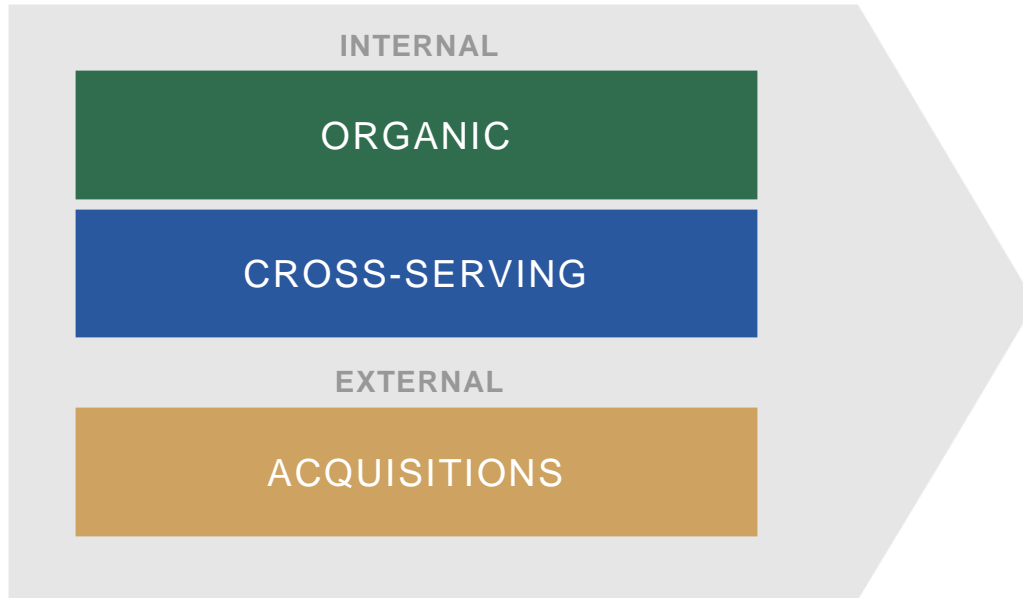 INTERNAL
ORGANIC
CROSS-SERVING
EXTERNAL
ACQUISITIONS